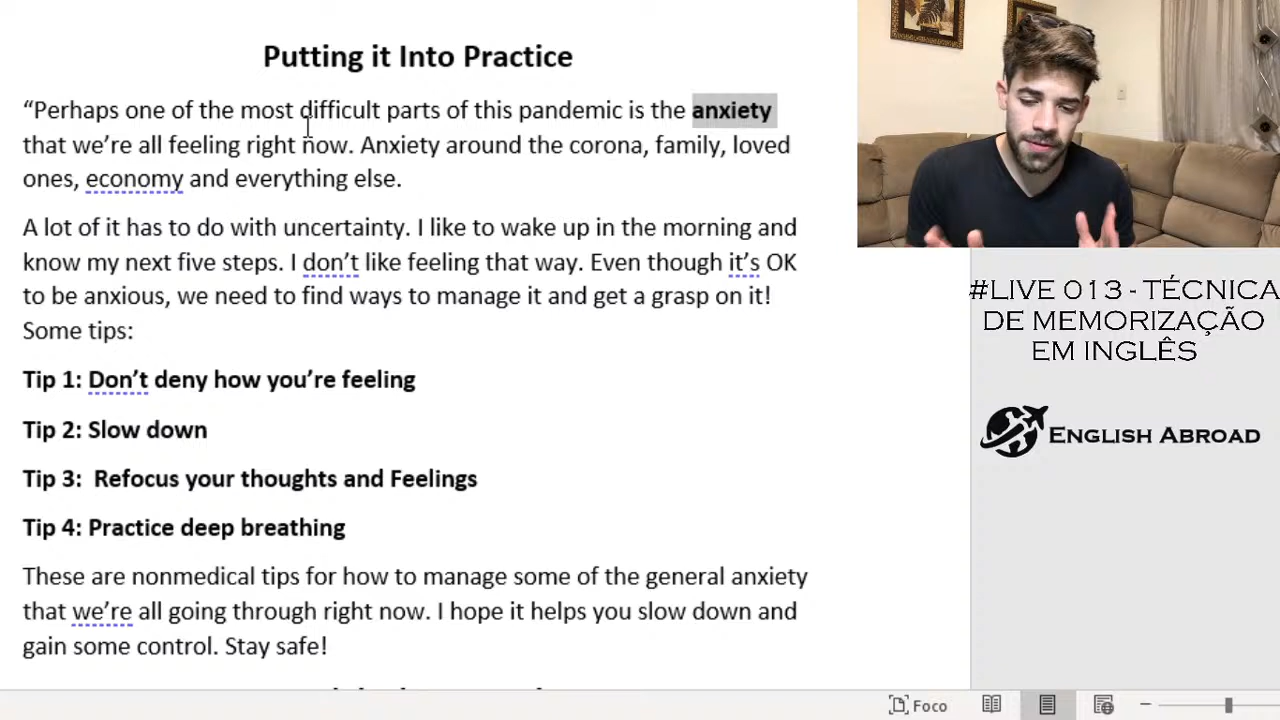 Putting it Into Practice
“Perhaps one of the most difficult parts of this pandemic is the anxiety
that we’re all feeling right now. Anxiety around the corona, family, loved
ones, economy and everything else.
A lot of it has to do with uncertainty. I like to wake up in the morning and
know my next five steps. I don’t like feeling that way. Even though it’s OK
to be anxious, we need to find ways to manage it and get a grasp on it!
Some tips:
Tip 1: Don’t deny how you’re feeling
Tip 2: Slow down
Tip 3:  Refocus your thoughts and Feelings
Tip 4: Practice deep breathing
These are nonmedical tips for how to manage some of the general anxiety
that we’re all going through right now. I hope it helps you slow down and
gain some control. Stay safe!
#LIVE 013 - TÉCNICA
DE MEMORIZAÇÃO
EM INGLÊS
ENGLISH ABROAD
Foco